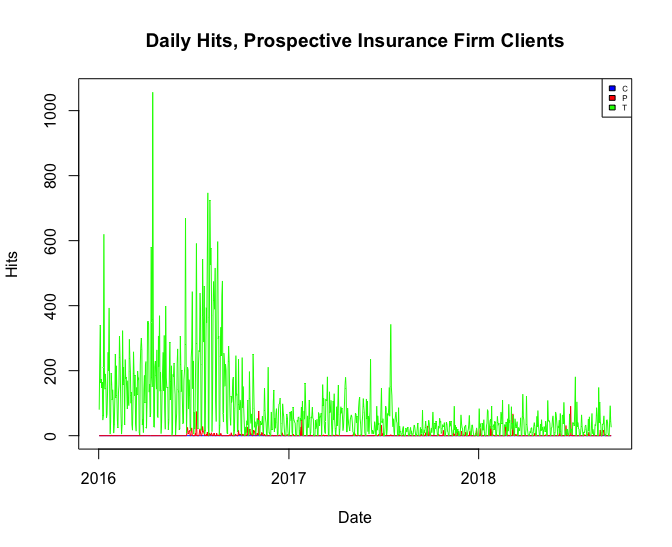 Daily Hits, Prospective Insurance Firm Clients
C
P
T
1000
800
600
400
200
0
Hits
2016 2017 2018
Date